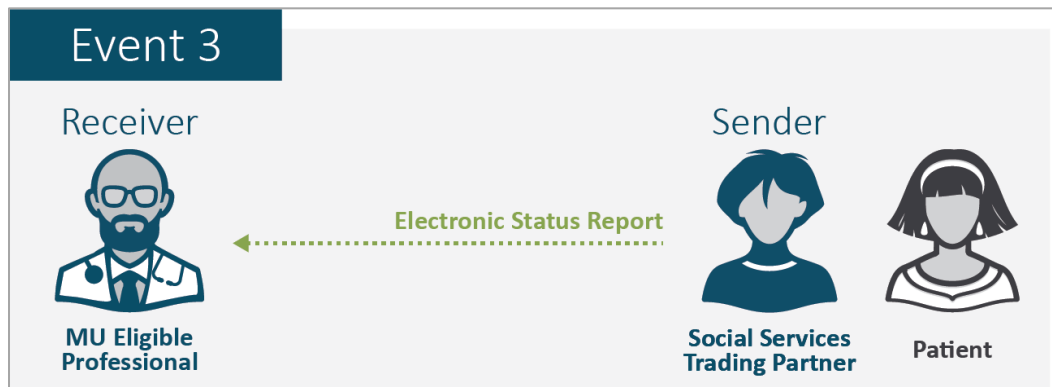 Event 3
Receiver
Sender
Electronic Status Report
MU Eligible
Professional
Social Services
Trading Partner
Patient